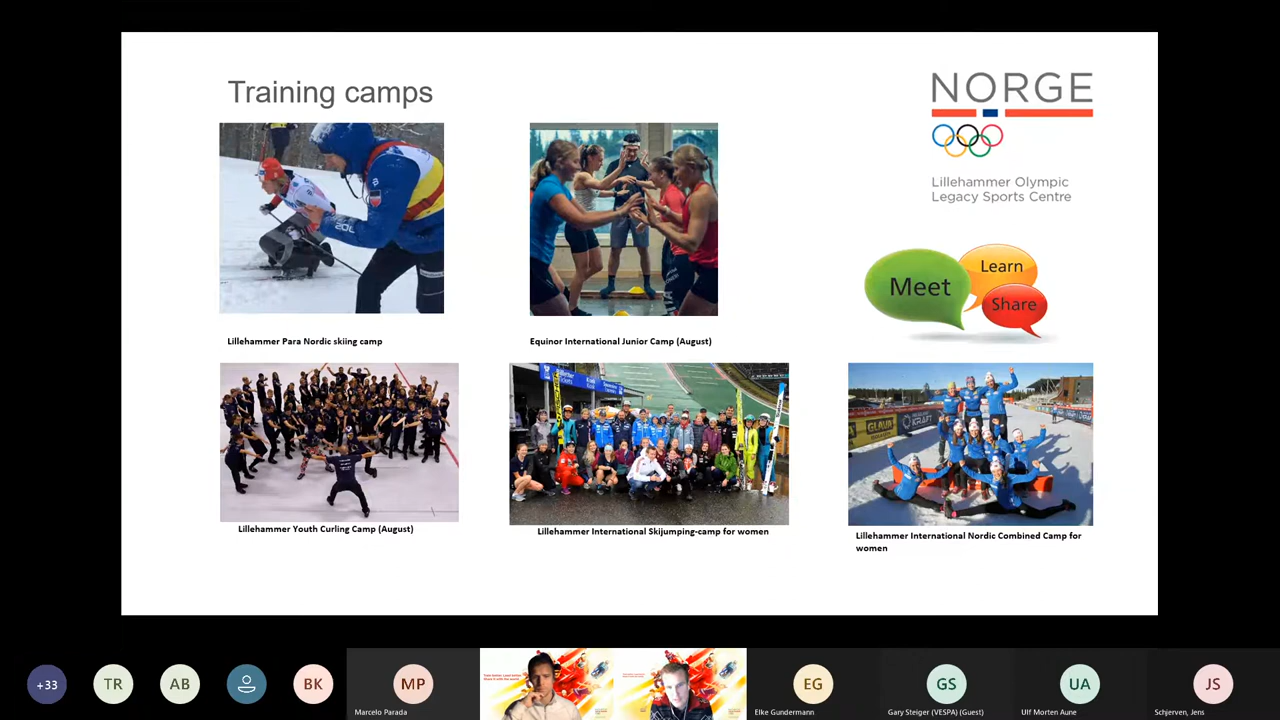 Training camps
NORGE
Lillehammer Olympic
Legacy Sports Centre
Meet
Learn
Share
Lillehammer Para Nordic skiing camp
Equinor International Junior Camp (August)
GLAVA
KRAFT
Lillehammer Youth Curling Camp (August)
Lillehammer International Skijumping-camp for women
Lillehammer International Nordic Combined Camp for
women
+33
TR
AB
BK
MP
EG
GS
UA
JS
Marcelo Parada
Elke Gundermann
Gary Steiger (VESPA) (Guest)
Ulf Morten Aune
Schjerven, Jens